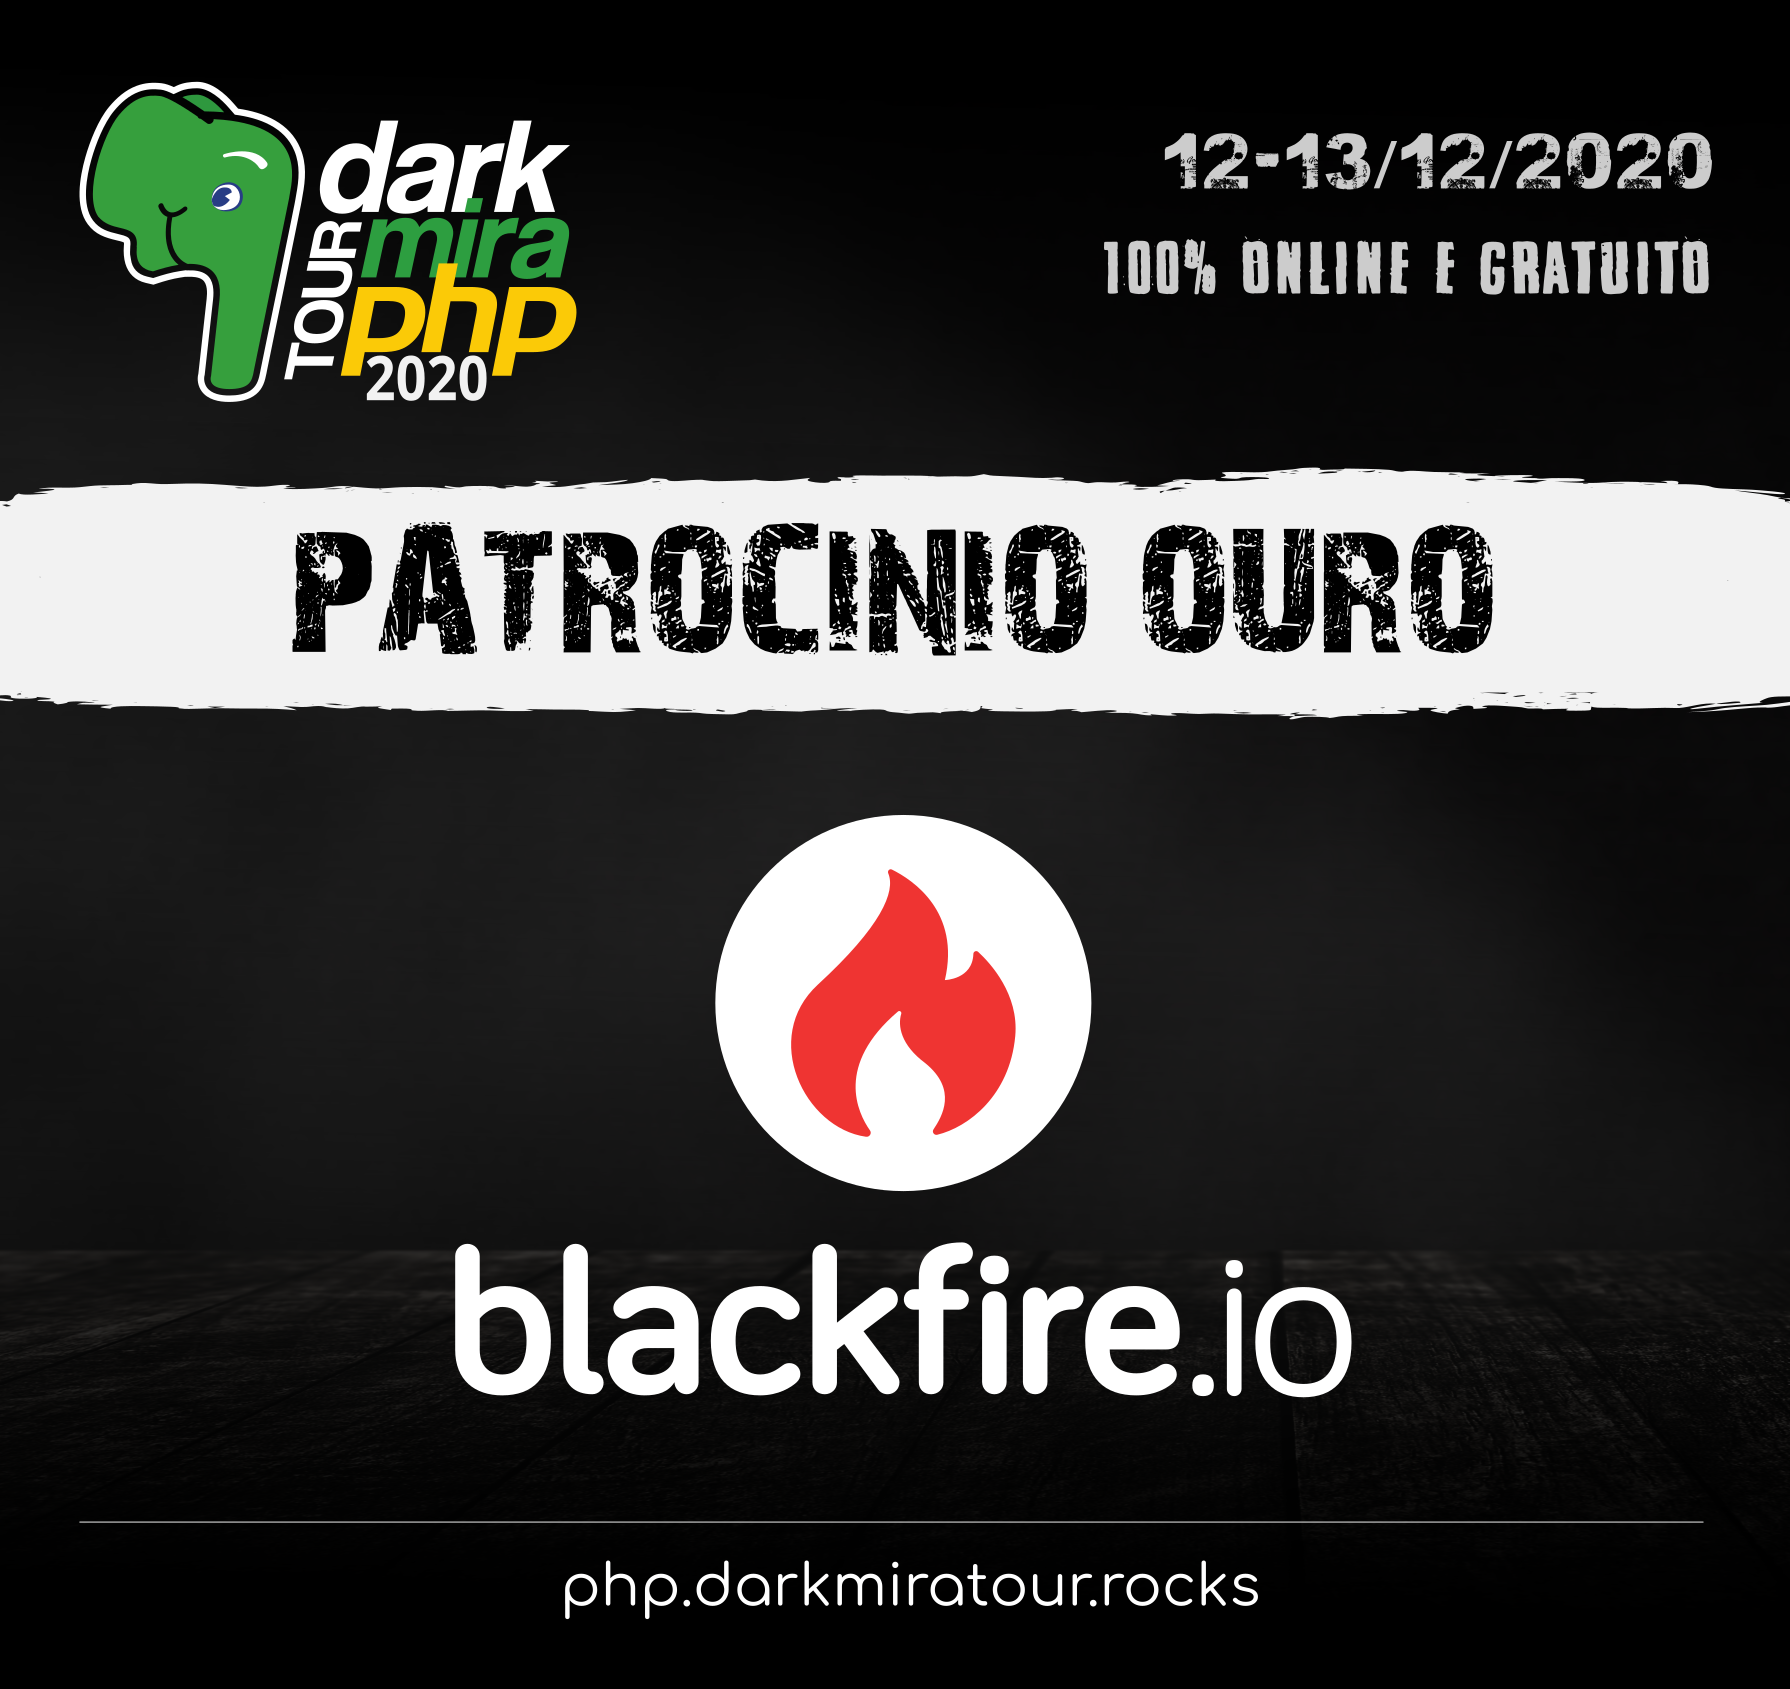 dark
mira
TOUR
php
2020
12-13/12/2020
100% ONLINE E GRATUITO
PATROCINIO OURO
blackfire.io
php.darkmiratour.rocks